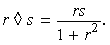 r ◊ s = rs / (1 + r²).